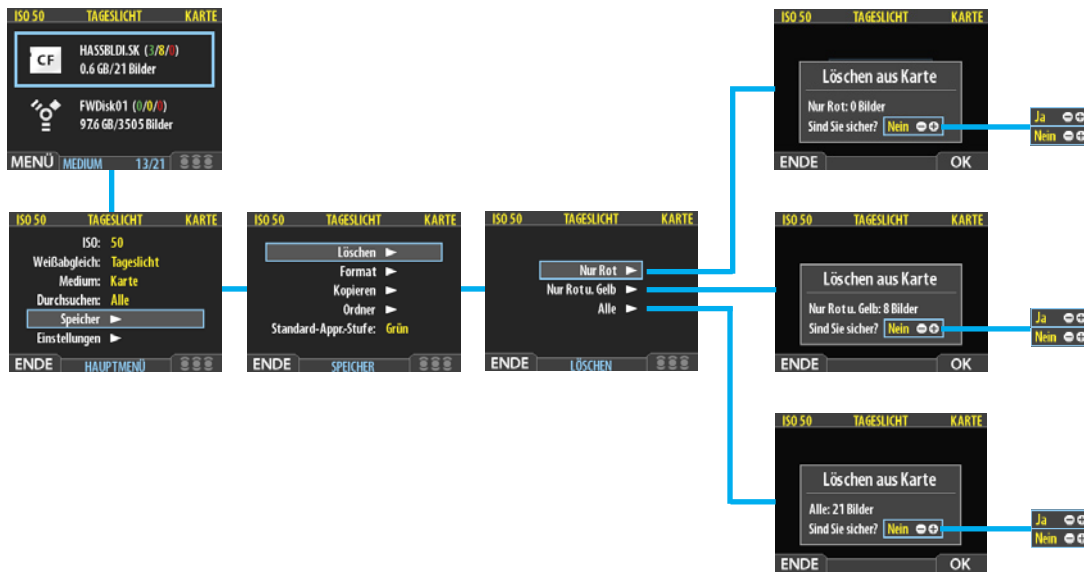 ISO 50 TAGESLICHT KARTE
CF
HASSBLDI.SK (3/8/0)
0.6 GB/21 Bilder
FWDisk01 (0/0/0)
97.6 GB/3505 Bilder
MENÜ MEDIUM 13/21
ISO 50 TAGESLICHT KARTE
ISO: 50
Weißabgleich: Tageslicht
Medium: Karte
Durchsuchen: Alle
Speicher
Einstellungen
ENDE HAUPTMENÜ
ISO 50 TAGESLICHT KARTE
Löschen
Format
Kopieren
Ordner
Standard-Appr.-Stufe: Grün
ENDE SPEICHER
ISO 50 TAGESLICHT KARTE
Nur Rot
Nur Rot u. Gelb
Alle
ENDE LÖSCHEN
ISO 50 TAGESLICHT KARTE
Löschen aus Karte
Nur Rot: 0 Bilder
Sind Sie sicher? Nein
ENDE OK
Ja
Nein
ISO 50 TAGESLICHT KARTE
Löschen aus Karte
Nur Rot u. Gelb: 8 Bilder
Sind Sie sicher? Nein
ENDE OK
Ja
Nein
ISO 50 TAGESLICHT KARTE
Löschen aus Karte
Alle: 21 Bilder
Sind Sie sicher? Nein
ENDE OK
Ja
Nein